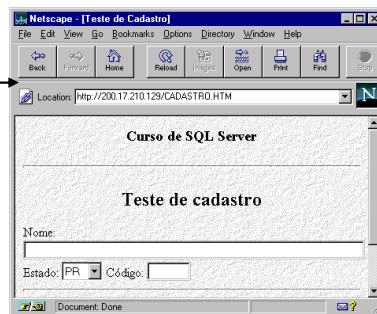 Netscape - [Teste de Cadastro]
File Edit View Go Bookmarks Options Directory Window Help
Back Forward Home Reload Images Open Print Find Stop
Location: http://200.17.210.129/CADASTRO.HTM
N
Curso de SQL Server
Teste de cadastro
Nome:
Estado: PR Código:
Document: Done